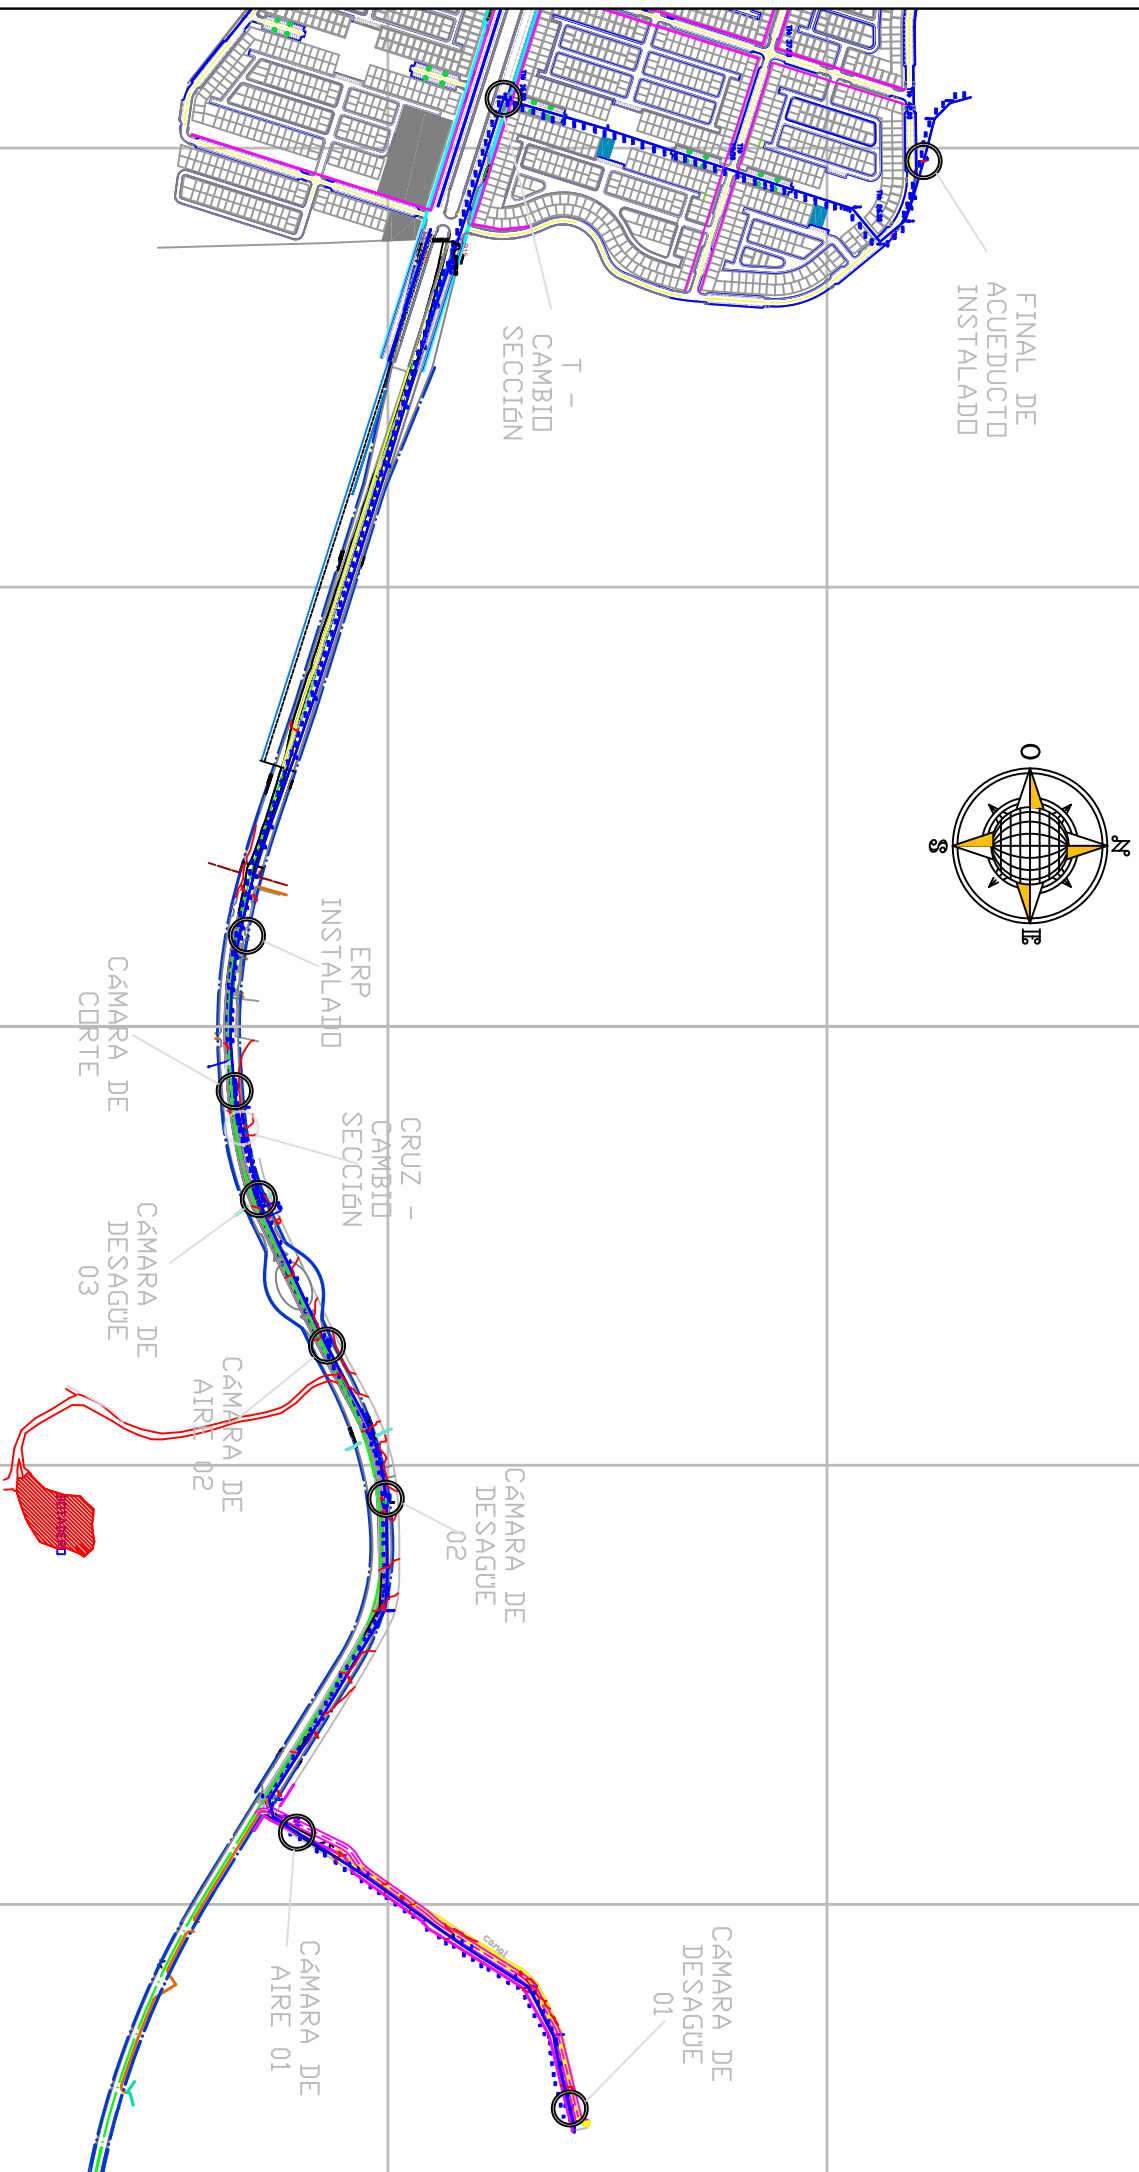 FINAL DE
ACUEDUCTO
INSTALADO
T -
CAMBIO
SECCIÓN
O
N
S
E
ERP
INSTALADO
CÁMARA DE
CORTE
CRUZ -
CAMBIO
SECCIÓN
CÁMARA DE
DESAGÜE
03
CÁMARA DE
AIRE 02
CÁMARA DE
DESAGÜE
02
CÁMARA DE
AIRE 01
canal
CÁMARA DE
DESAGÜE
01